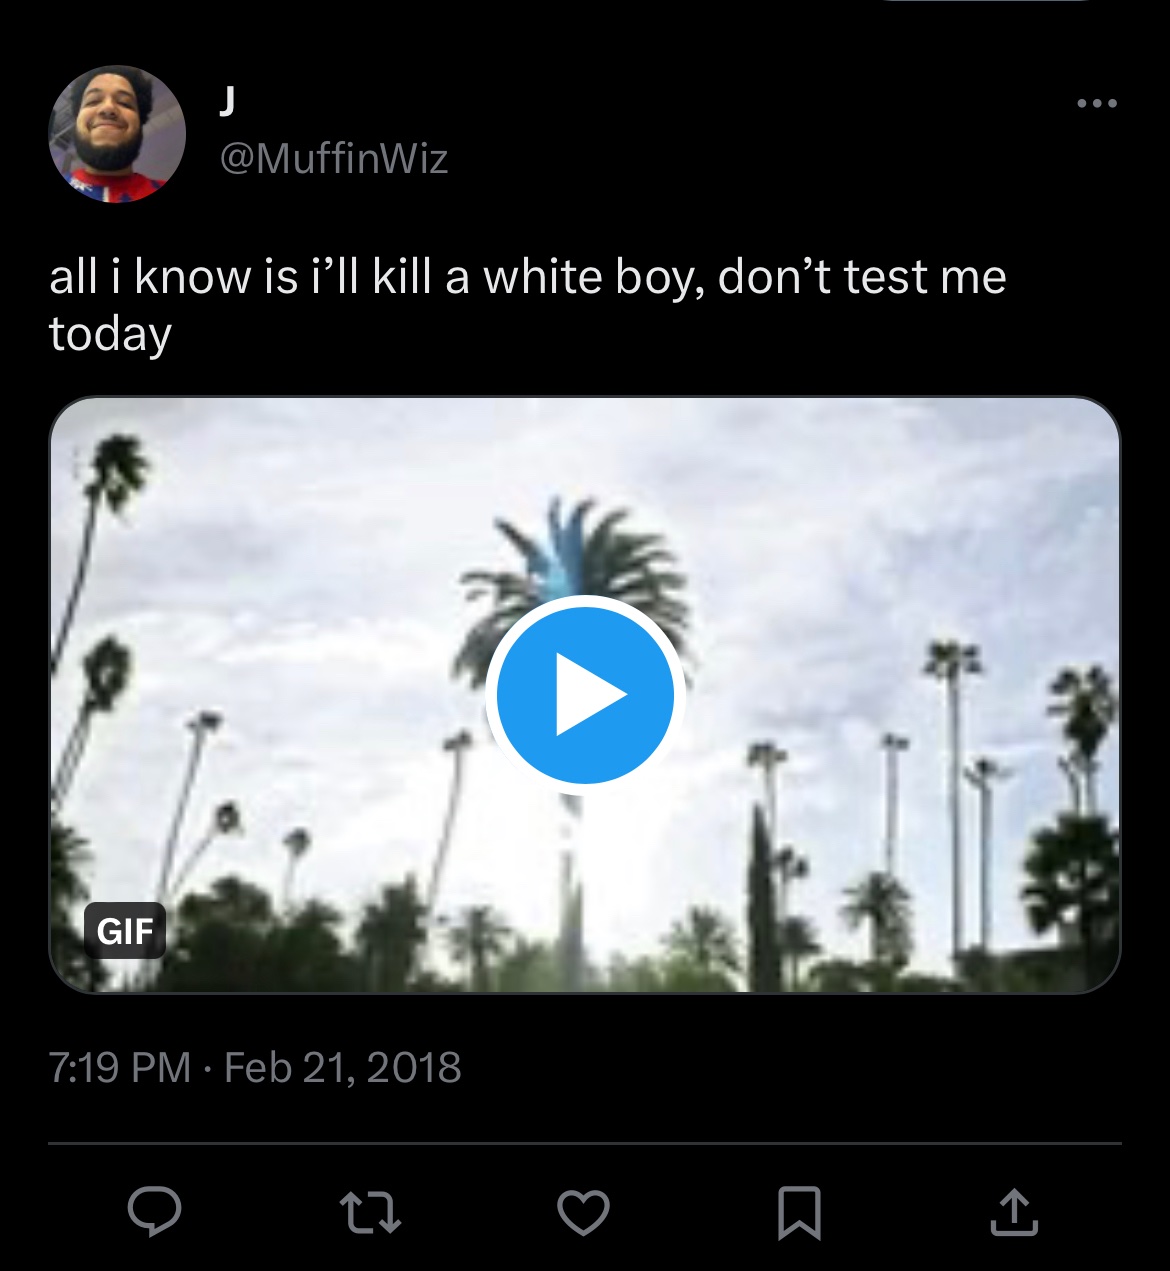 J
@MuffinWiz
all i know is i’ll kill a white boy, don’t test me
today
GIF
7:19 PM · Feb 21, 2018